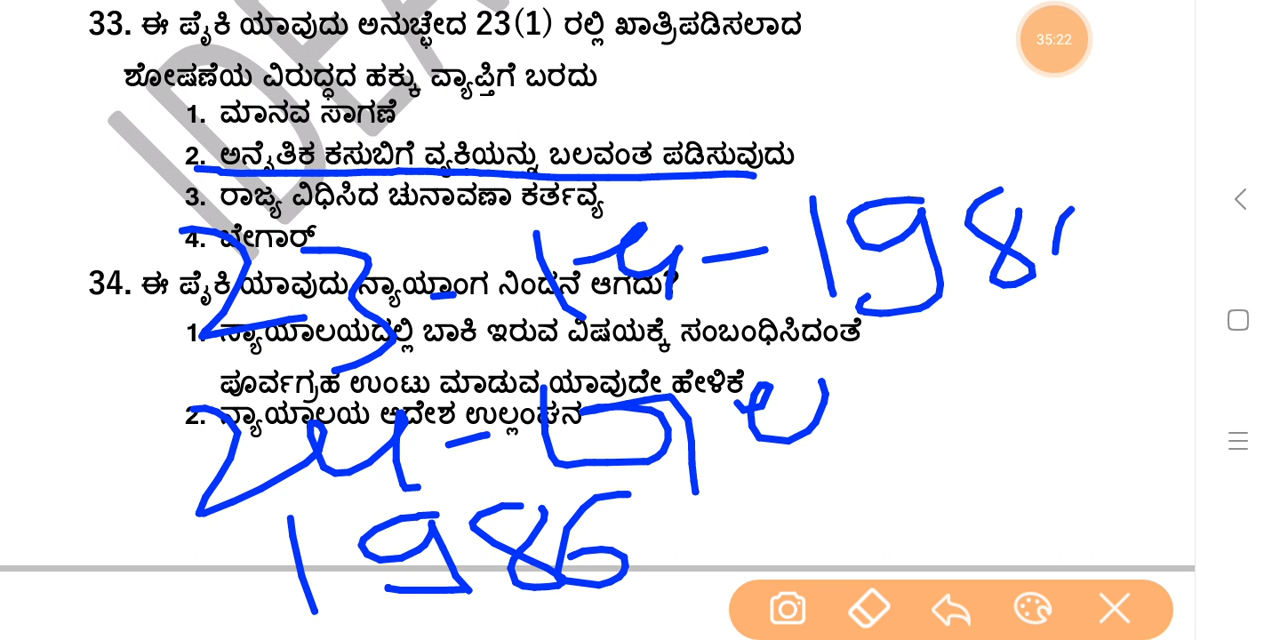 33. ಈ ಪೈಕಿ ಯಾವುದು ಅನುಚ್ಛೇದ 23(1) ರಲ್ಲಿ ಖಾತ್ರಿಪಡಿಸಲಾದ
35:22
ಶೋಷಣೆಯ ವಿರುದ್ಧದ ಹಕ್ಕು ವ್ಯಾಪ್ತಿಗೆ ಬರದು
1. ಮಾನವ ಸಾಗಣೆ
2. ಅನೈತಿಕ ಕಸುಬಿಗೆ ವ್ಯಕ್ತಿಯನ್ನು ಬಲವಂತ ಪಡಿಸುವುದು
3. ರಾಜ್ಯ ವಿಧಿಸಿದ ಚುನಾವಣಾ ಕರ್ತವ್ಯ
4. ಬೇಗಾರ್
23 - 14 - 198
34. ಈ ಪೈಕಿ ಯಾವುದು ನ್ಯಾಯಾಂಗ ನಿಂದನೆ ಆಗದು?
1. ನ್ಯಾಯಾಲಯದಲ್ಲಿ ಬಾಕಿ ಇರುವ ವಿಷಯಕ್ಕೆ ಸಂಬಂಧಿಸಿದಂತೆ
ಪೂರ್ವಗ್ರಹ ಉಂಟು ಮಾಡುವ ಯಾವುದೇ ಹೇಳಿಕೆ
2. ನ್ಯಾಯಾಲಯ ಆದೇಶ ಉಲ್ಲಂಘನ
24 -
1986